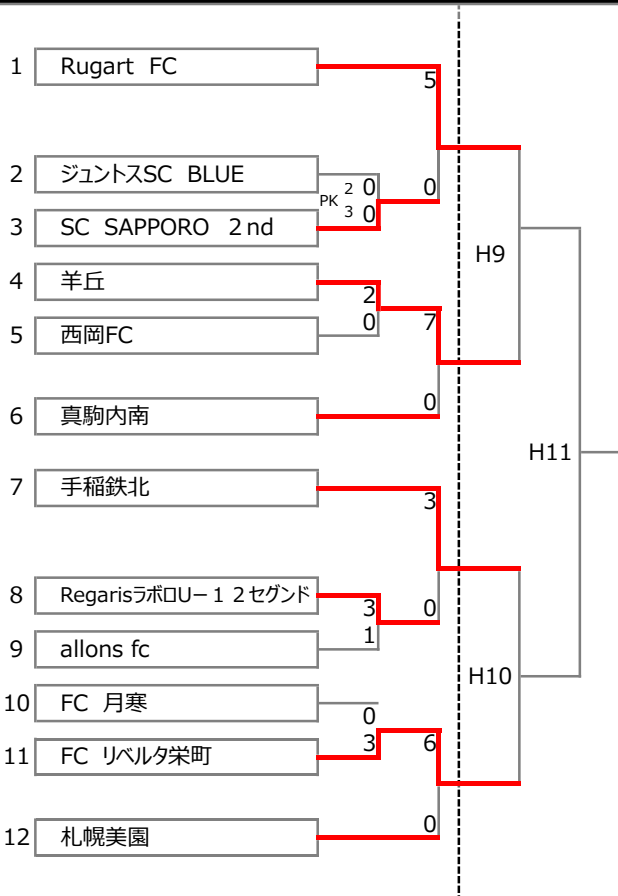 1 Rugart FC
5
2 ジュントスSC BLUE
PK 2 0
0
3 0
3 SC SAPPORO 2nd
H9
4 羊丘
2
0
7
5 西岡FC
0
6 真駒内南
H11
7 手稲鉄北
3
8 RegarisラボロU－１２セグンド
3
0
1
9 allons fc
H10
10 FC 月寒
0
3
6
11 FC リベルタ栄町
0
12 札幌美園